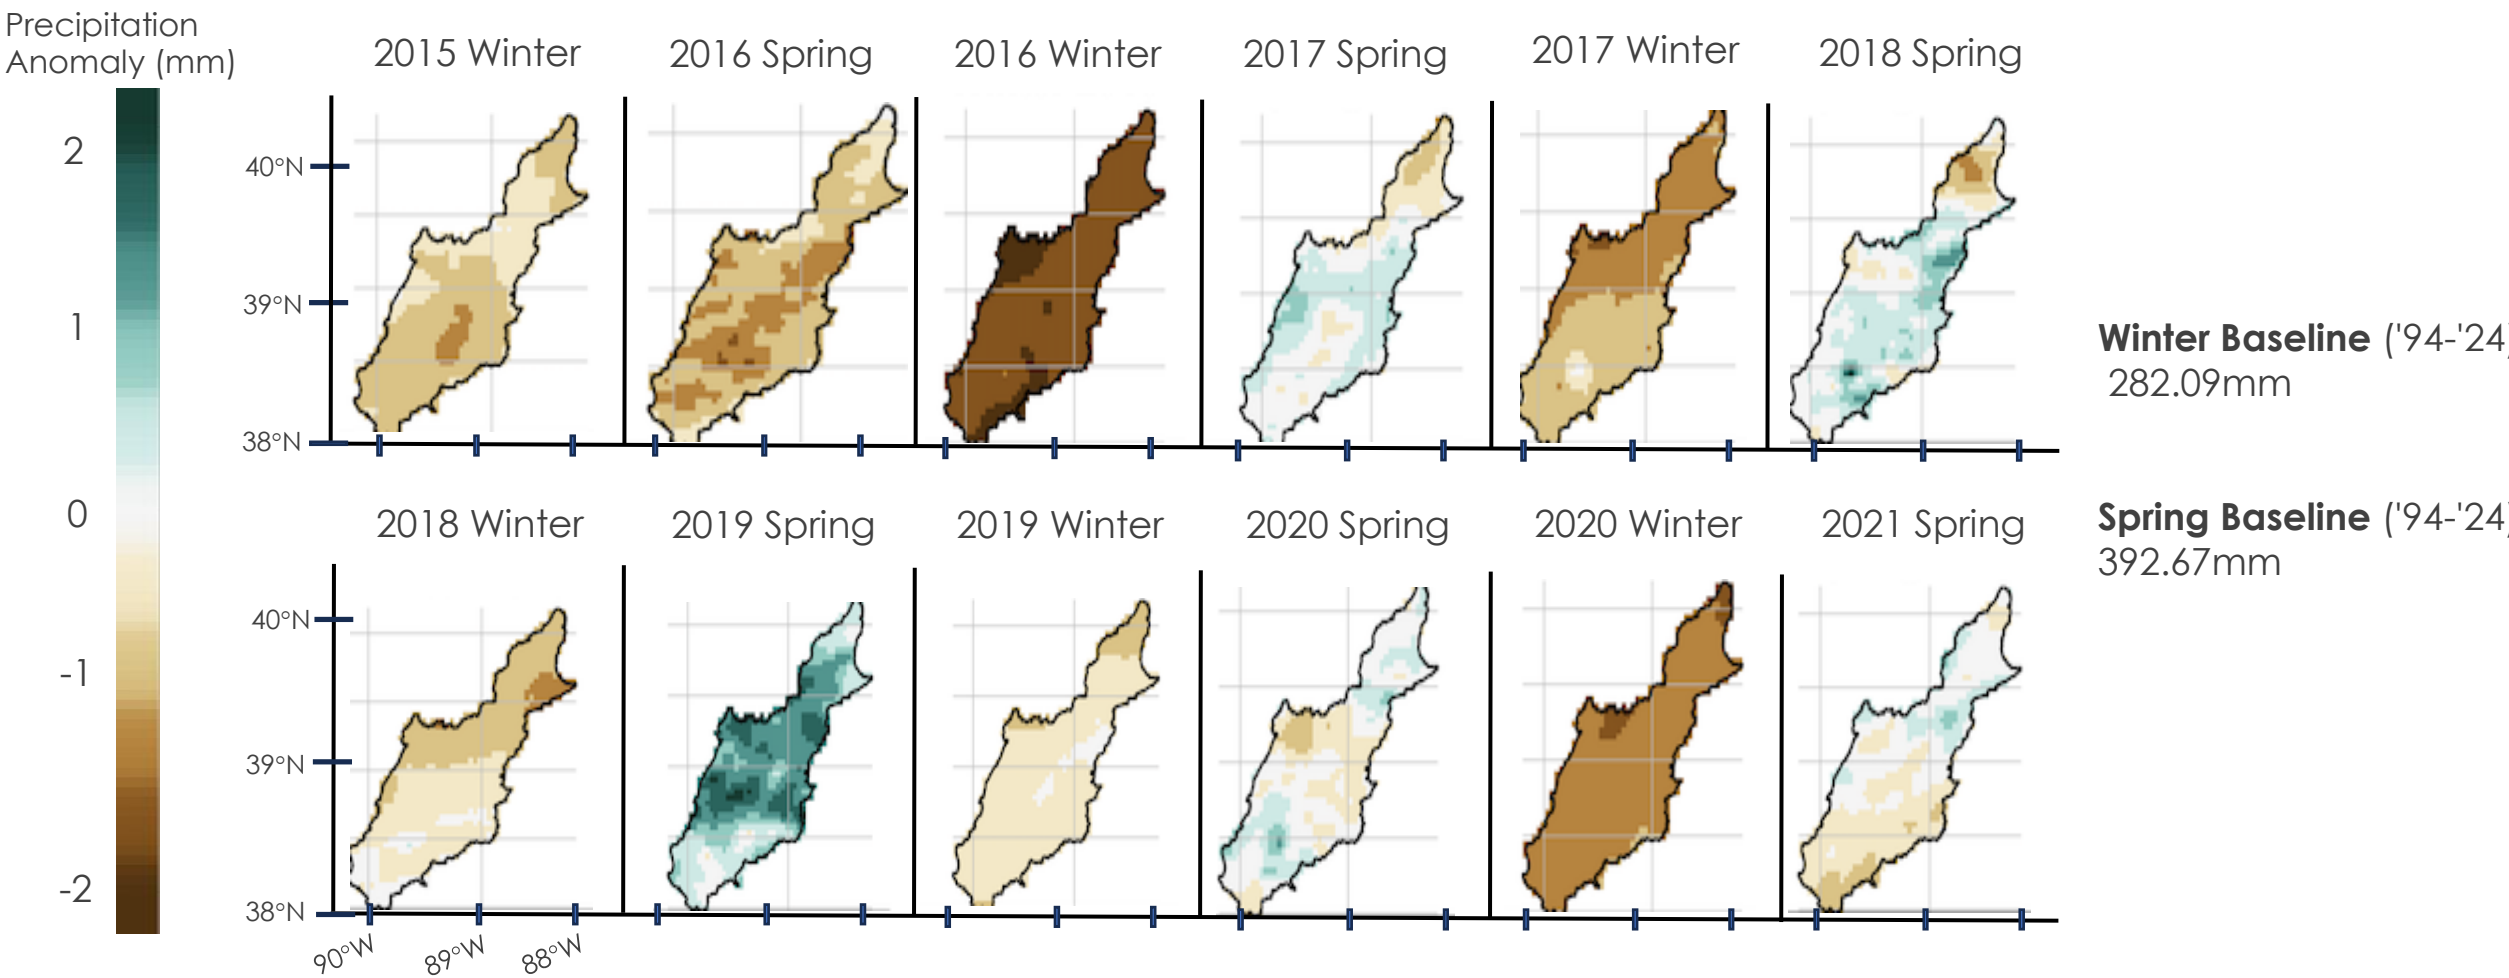 Precipitation
Anomaly (mm)
2015 Winter
2016 Spring
2016 Winter
2017 Spring
2017 Winter
2018 Spring
2
1
0
-1
-2
40°N
39°N
38°N
Winter Baseline ('94-'24)
282.09mm
Spring Baseline ('94-'24)
392.67mm
2018 Winter
2019 Spring
2019 Winter
2020 Spring
2020 Winter
2021 Spring
40°N
39°N
38°N
90°W
89°W
88°W